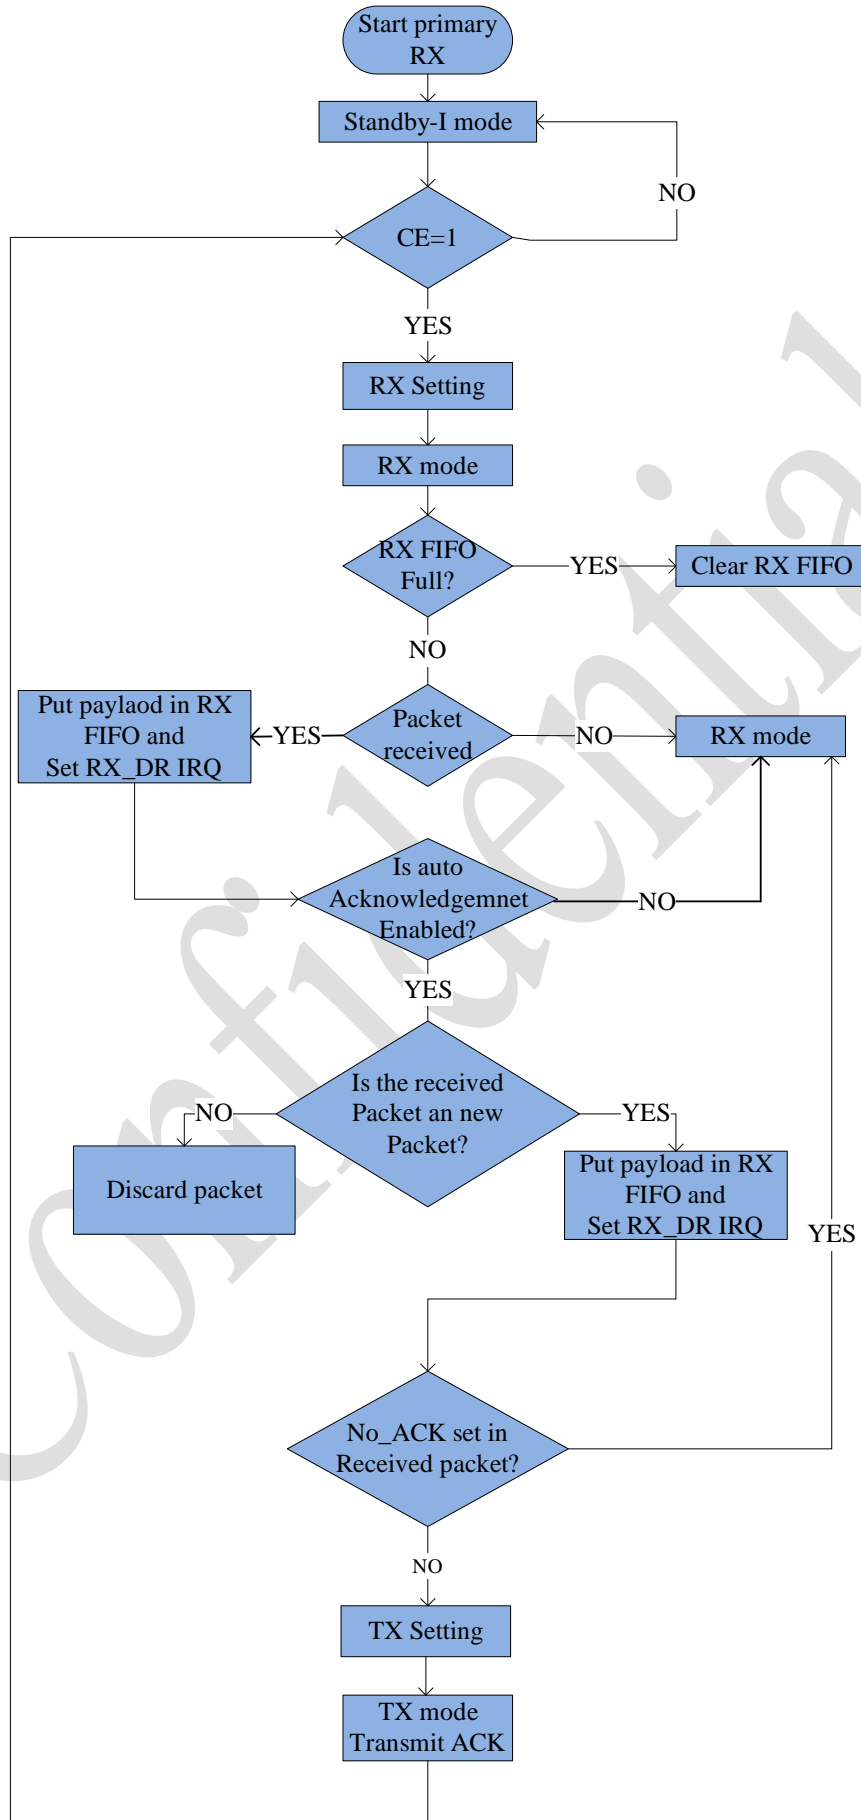 Start primary
RX
Standby-I mode
NO
CE=1
YES
RX Setting
RX mode
RX FIFO
Full?
YES
Clear RX FIFO
NO
Put paylaod in RX
FIFO and
Set RX_DR IRQ
YES
Packet
received
NO
RX mode
Is auto
Acknowledgemnet
Enabled?
NO
YES
Is the received
Packet an new
Packet?
NO
YES
Discard packet
Put payload in RX
FIFO and
Set RX_DR IRQ
YES
No_ACK set in
Received packet?
NO
TX Setting
TX mode
Transmit ACK
Confidential